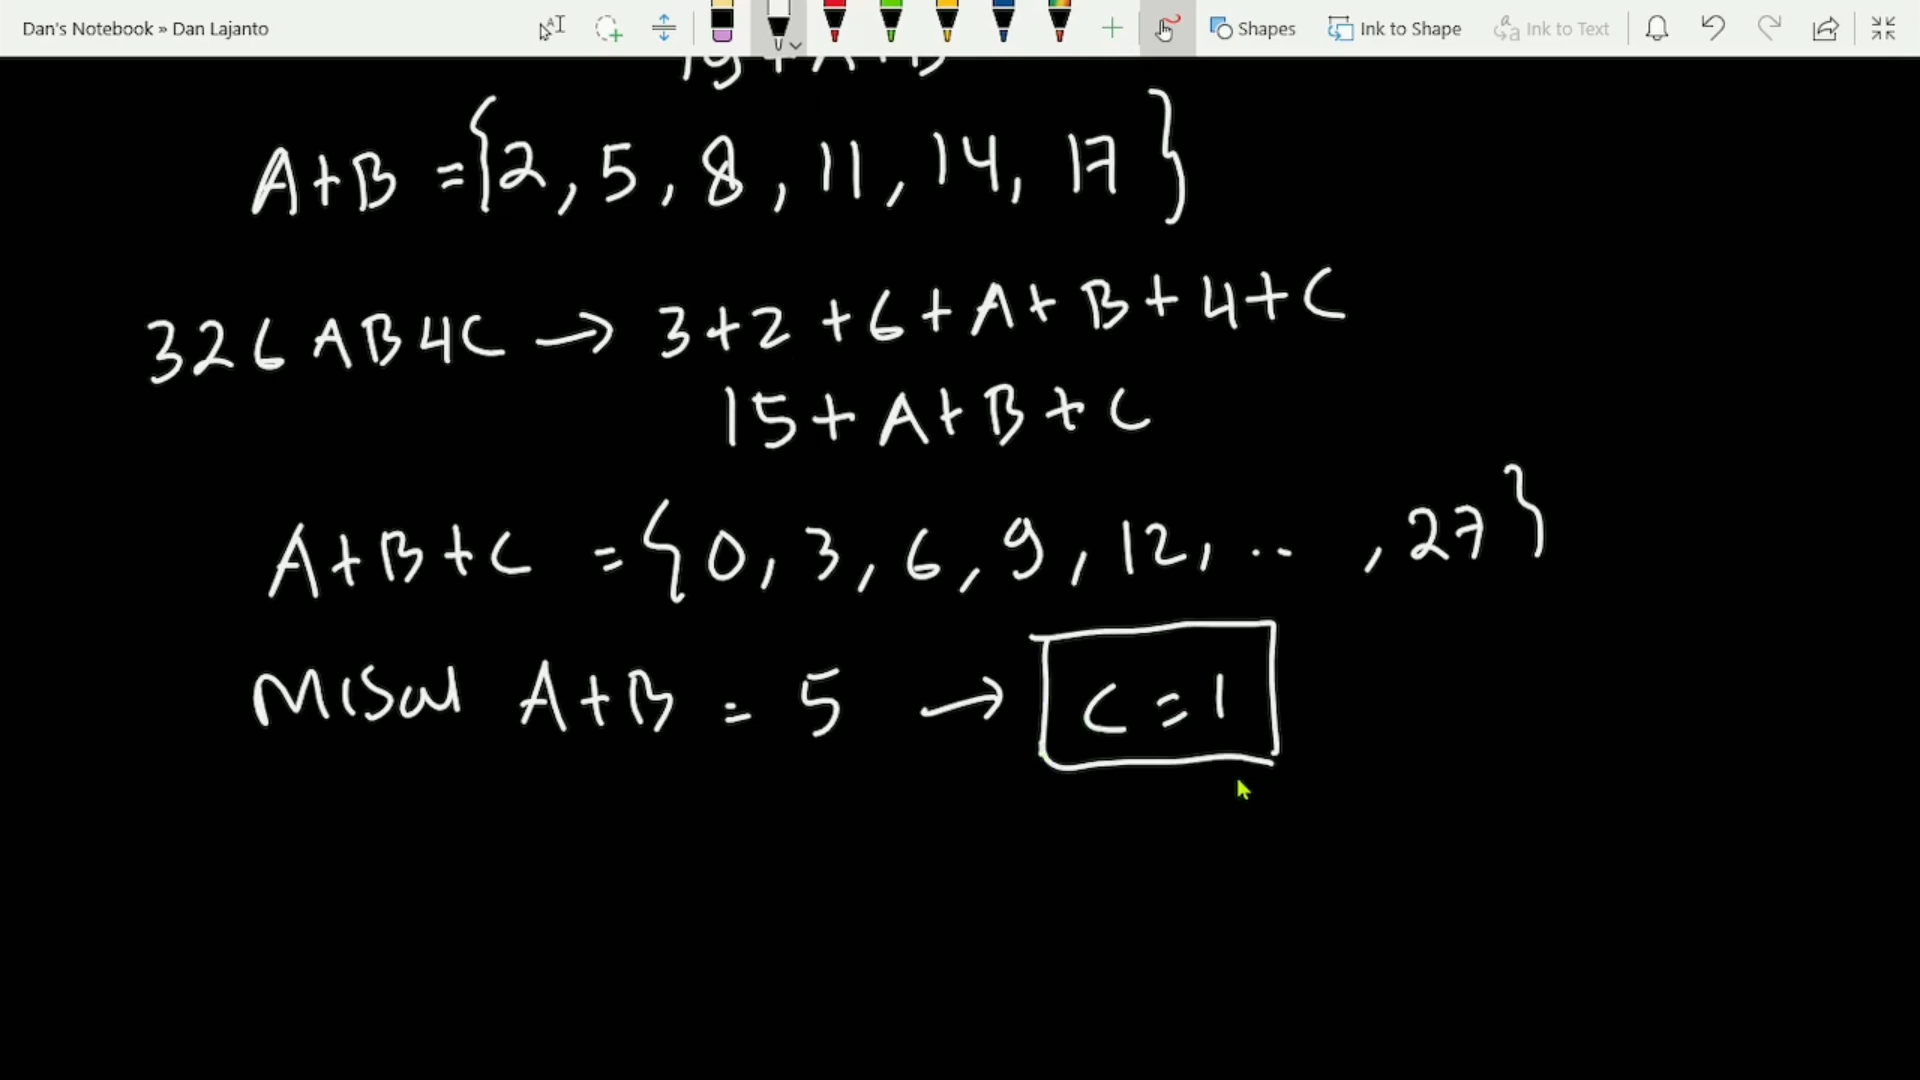 Dan's Notebook » Dan Lajanto
Shapes
Ink to Shape
Ink to Text
19 + A + B
A+B = {2, 5, 8, 11, 14, 17}
326AB4C → 3+2+6+A+B+4+C
15+A+B+C
A+B+C = {0, 3, 6, 9, 12, .. , 27}
Misal A+B = 5 → C = 1